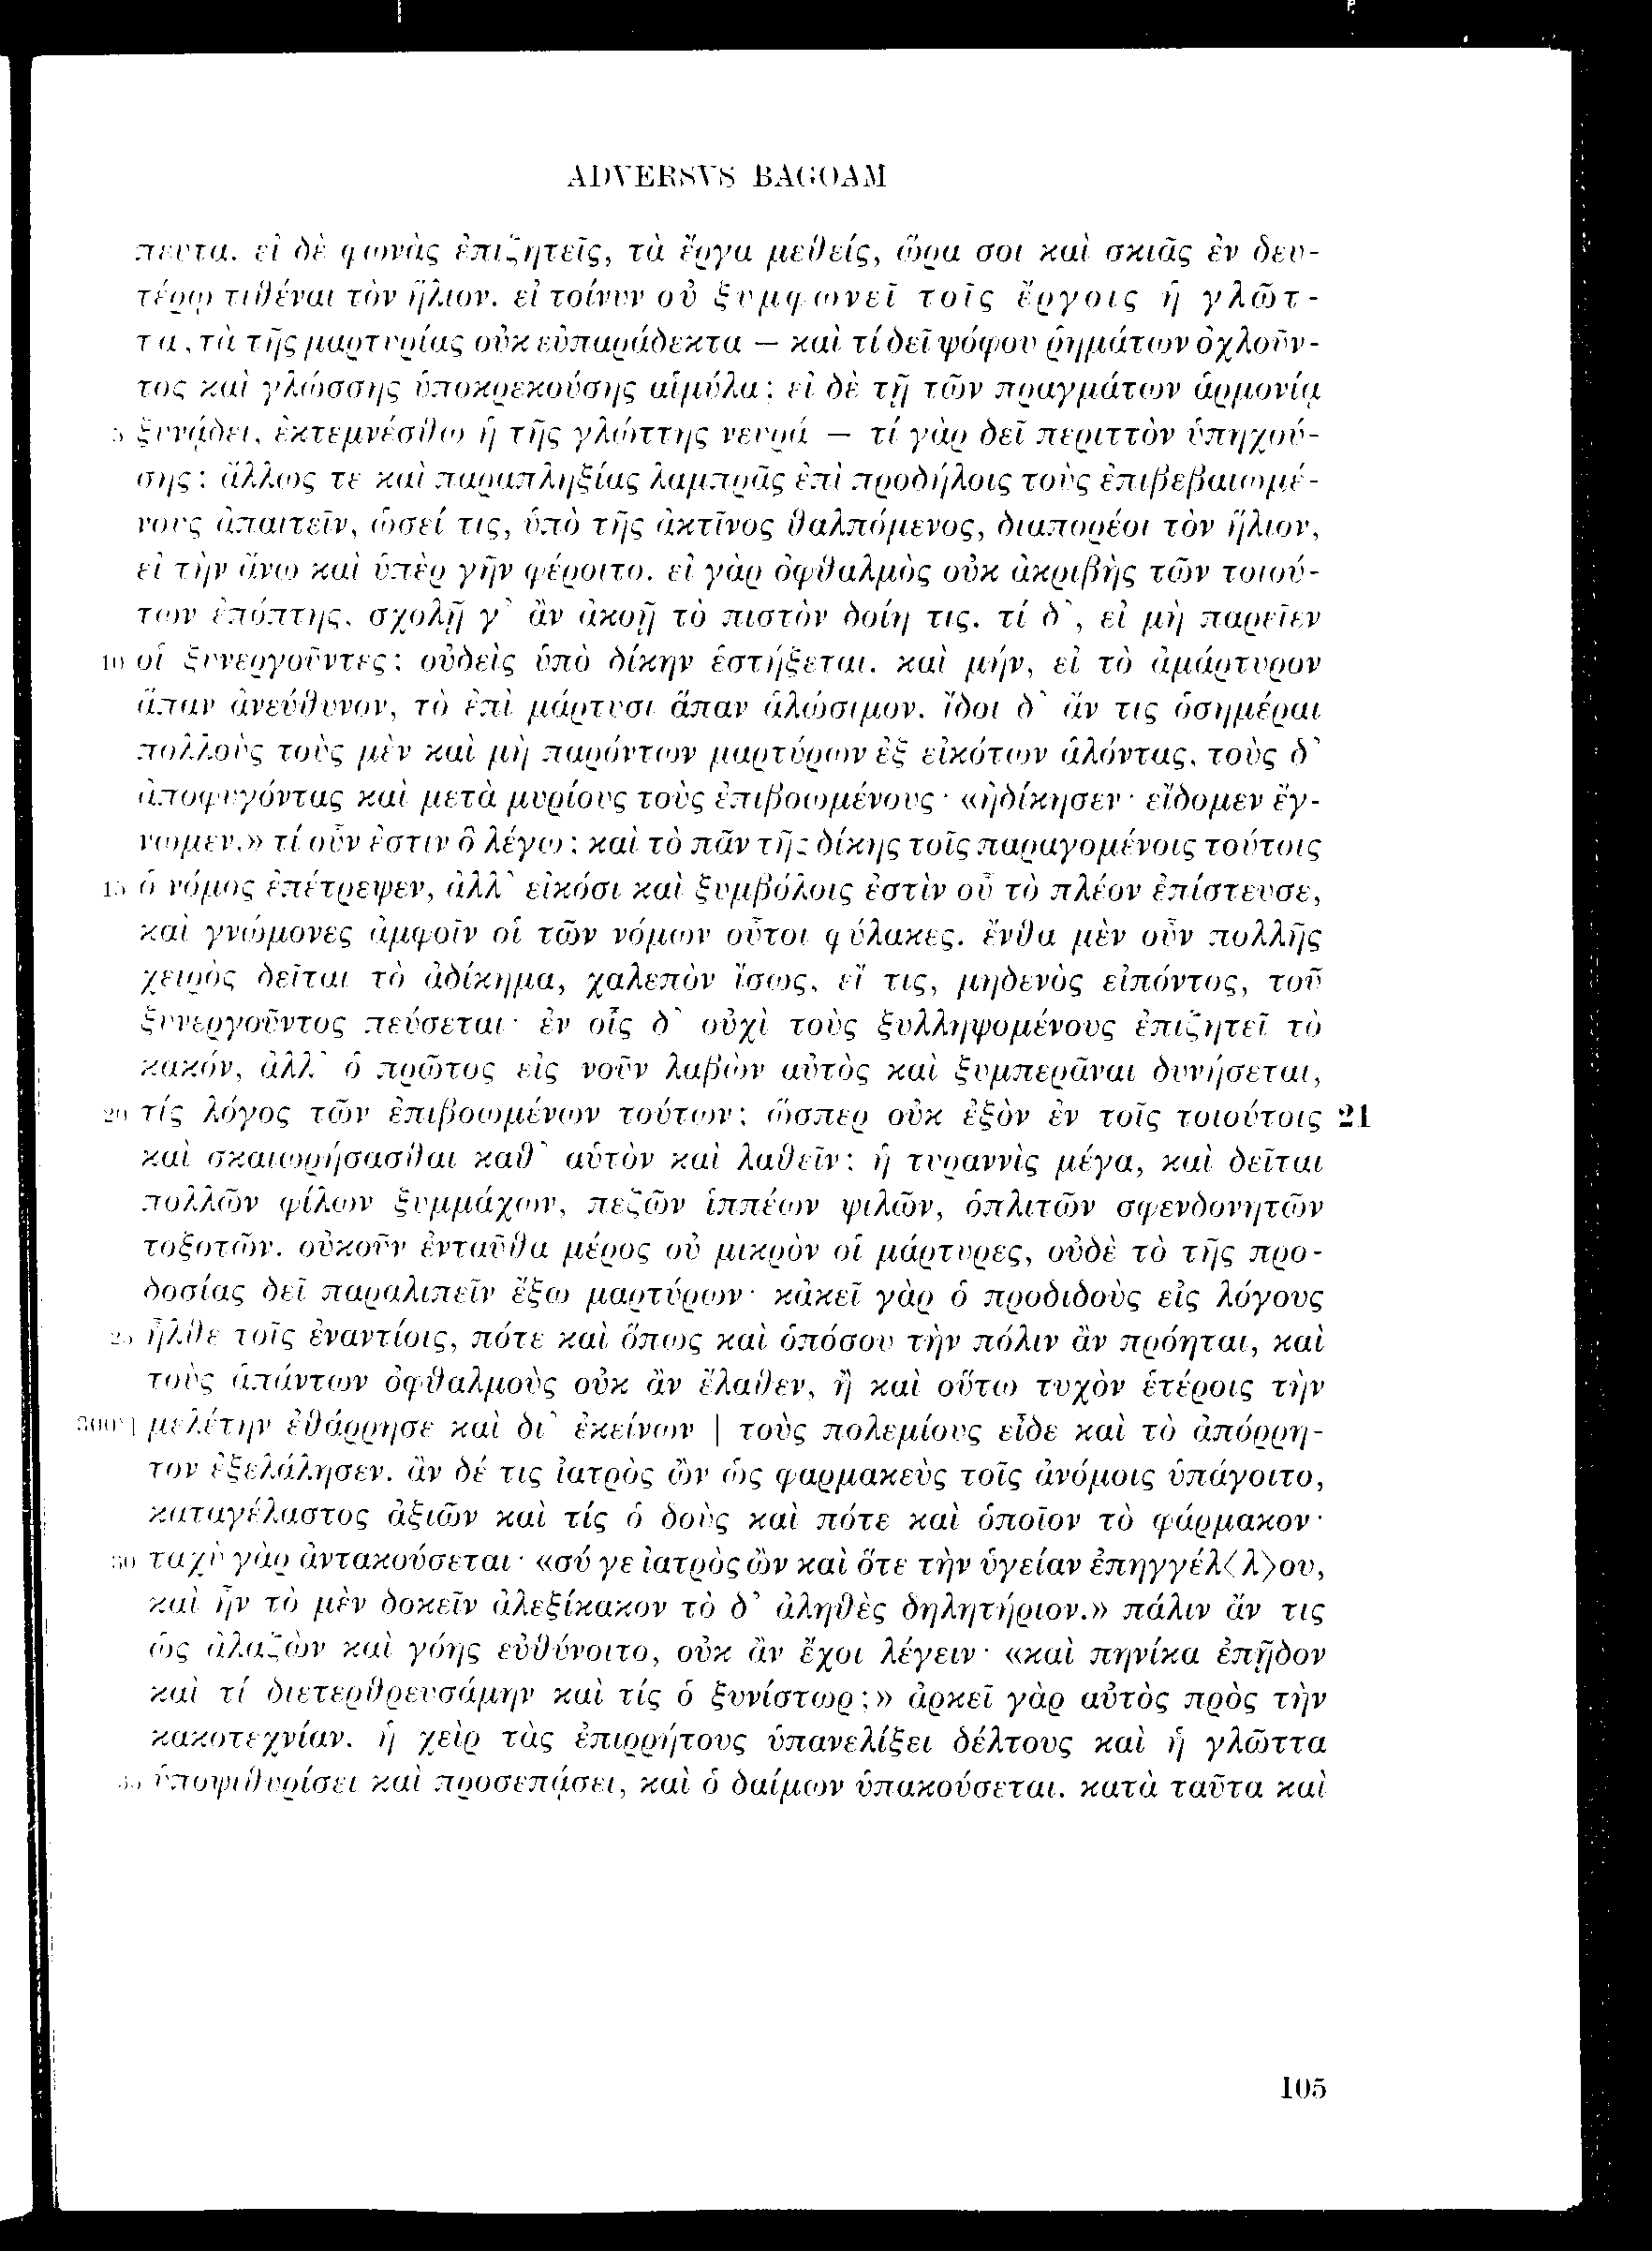 ADVERSVS BAGOAM
πευτα. εἰ δὲ φωνὰς ἐπιζητεῖς, τὰ ἔργα μεθείς, ὥρα σοι καὶ σκιᾶς ἐν δευ-
τέρῳ τιθέναι τὸν ἥλιον. εἰ τοίνυν οὐ ξυμφωνεῖ τοῖς ἔργοις ἡ γλῶτ-
τα, τὰ τῆς μαρτυρίας οὐκ εὐπαράδεκτα — καὶ τί δεῖ ψόφου ῥημάτων ὀχλοῦν-
τος καὶ γλώσσης ὑποκρεκούσης αἱμύλα; εἰ δὲ τῇ τῶν πραγμάτων ἁρμονίᾳ
5 ξυνᾴδει, ἐκτεμνέσθω ἡ τῆς γλώττης νευρά — τί γὰρ δεῖ περιττὸν ὑπηχού-
σης; ἄλλως τε καὶ παραπληξίας λαμπρᾶς ἐπὶ προδήλοις τοὺς ἐπιβεβαιωμέ-
νους ἀπαιτεῖν, ὡσεί τις, ὑπὸ τῆς ἀκτῖνος θαλπόμενος, διαπορέοι τὸν ἥλιον,
εἰ τὴν ἄνω καὶ ὑπὲρ γῆν φέροιτο. εἰ γὰρ ὀφθαλμὸς οὐκ ἀκριβὴς τῶν τοιού-
των ἐπόπτης, σχολῇ γ᾽ ἂν ἀκοῇ τὸ πιστὸν δοίη τις. τί δ᾽, εἰ μὴ παρεῖεν
10 οἱ ξυνεργοῦντες; οὐδεὶς ὑπὸ δίκην ἑστήξεται. καὶ μήν, εἰ τὸ ἀμάρτυρον
ἅπαν ἀνεύθυνον, τὸ ἐπὶ μάρτυσι ἅπαν ἁλώσιμον. ἴδοι δ᾽ ἄν τις ὁσημέραι
πολλοὺς τοὺς μὲν καὶ μὴ παρόντων μαρτύρων ἐξ εἰκότων ἁλόντας, τοὺς δ᾽
ἀποφυγόντας καὶ μετὰ μυρίους τοὺς ἐπιβοωμένους· «ἠδίκησεν· εἴδομεν ἔγ-
νωμεν.» τί οὖν ἐστιν ὃ λέγω; καὶ τὸ πᾶν τῆς δίκης τοῖς παραγομένοις τούτοις
15 ὁ νόμος ἐπέτρεψεν, ἀλλ᾽ εἰκόσι καὶ ξυμβόλοις ἐστὶν οὗ τὸ πλέον ἐπίστευσε,
καὶ γνώμονες ἀμφοῖν οἱ τῶν νόμων οὗτοι φύλακες. ἔνθα μὲν οὖν πολλῆς
χειρὸς δεῖται τὸ ἀδίκημα, χαλεπὸν ἴσως, εἴ τις, μηδενὸς εἰπόντος, τοῦ
ξυνεργοῦντος πεύσεται· ἐν οἷς δ᾽ οὐχὶ τοὺς ξυλληψομένους ἐπιζητεῖ τὸ
κακόν, ἀλλ᾽ ὁ πρῶτος εἰς νοῦν λαβὼν αὐτὸς καὶ ξυμπερᾶναι δυνήσεται,
20 τίς λόγος τῶν ἐπιβοωμένων τούτων; ὥσπερ οὐκ ἐξὸν ἐν τοῖς τοιούτοις 21
καὶ σκαιωρήσασθαι καθ᾽ αὑτὸν καὶ λαθεῖν; ἡ τυραννὶς μέγα, καὶ δεῖται
πολλῶν φίλων ξυμμάχων, πεζῶν ἱππέων ψιλῶν, ὁπλιτῶν σφενδονητῶν
τοξοτῶν. οὐκοῦν ἐνταῦθα μέρος οὐ μικρὸν οἱ μάρτυρες, οὐδὲ τὸ τῆς προ-
δοσίας δεῖ παραλιπεῖν ἔξω μαρτύρων· κἀκεῖ γὰρ ὁ προδιδοὺς εἰς λόγους
25 ἦλθε τοῖς ἐναντίοις, πότε καὶ ὅπως καὶ ὁπόσου τὴν πόλιν ἂν πρόηται, καὶ
τοὺς ἁπάντων ὀφθαλμοὺς οὐκ ἂν ἔλαθεν, ἢ καὶ οὕτω τυχὸν ἑτέροις τὴν
μελέτην ἐθάρρησε καὶ δι᾽ ἐκείνων | τοὺς πολεμίους εἶδε καὶ τὸ ἀπόρρη-
τον ἐξελάλησεν. ἂν δέ τις ἰατρὸς ὢν ὡς φαρμακεὺς τοῖς ἀνόμοις ὑπάγοιτο,
καταγέλαστος ἀξιῶν καὶ τίς ὁ δοὺς καὶ πότε καὶ ὁποῖον τὸ φάρμακον·
30 ταχὺ γὰρ ἀντακούσεται· «σύ γε ἰατρὸς ὢν καὶ ὅτε τὴν ὑγείαν ἐπηγγέλ⟨λ⟩ου,
καὶ ἦν τὸ μὲν δοκεῖν ἀλεξίκακον τὸ δ᾽ ἀληθὲς δηλητήριον.» πάλιν ἄν τις
ὡς ἀλαζὼν καὶ γόης εὐθύνοιτο, οὐκ ἂν ἔχοι λέγειν· «καὶ πηνίκα ἐπῇδον
καὶ τί διετερθρευσάμην καὶ τίς ὁ ξυνίστωρ;» ἀρκεῖ γὰρ αὐτὸς πρὸς τὴν
κακοτεχνίαν. ἡ χεὶρ τὰς ἐπιρρήτους ὑπανελίξει δέλτους καὶ ἡ γλῶττα
35 ὑποψιθυρίσει καὶ προσεπᾴσει, καὶ ὁ δαίμων ὑπακούσεται. κατὰ ταῦτα καὶ
105